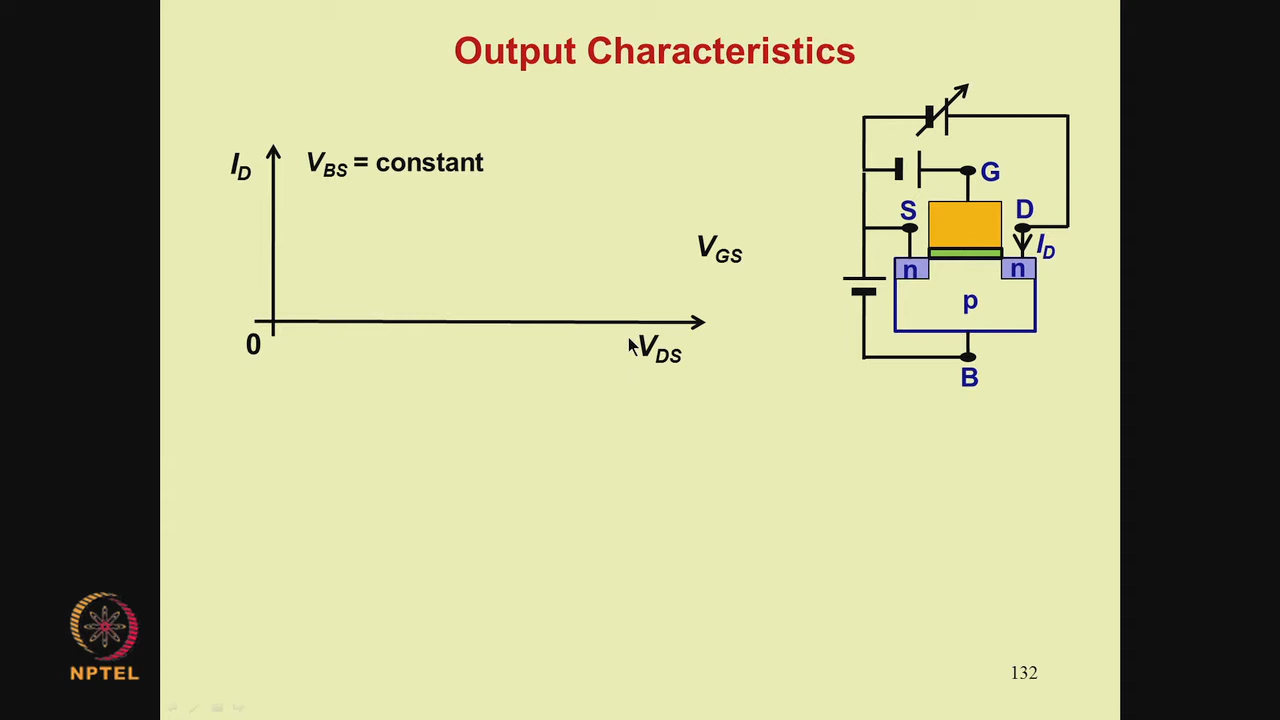 Output Characteristics
I_D
V_BS = constant
V_GS
0
V_DS
G
S
D
I_D
n
n
p
B
NPTEL
132